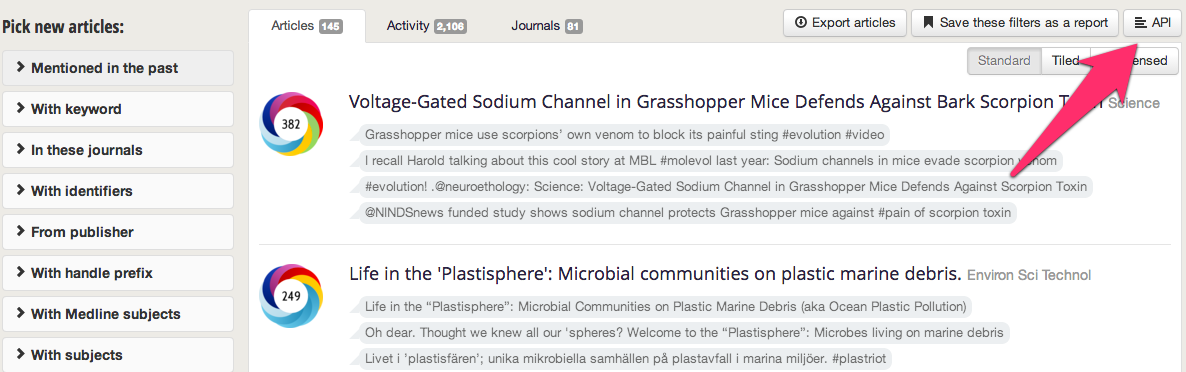 Pick new articles:
Mentioned in the past
With keyword
In these journals
With identifiers
From publisher
With handle prefix
With Medline subjects
With subjects
Articles 145 Activity 2,106 Journals 81
Export articles Save these filters as a report API
Standard Tiled
382
Voltage-Gated Sodium Channel in Grasshopper Mice Defends Against Bark Scorpion Science
Grasshopper mice use scorpions' own venom to block its painful sting #evolution #video
I recall Harold talking about this cool story at MBL #molevol last year: Sodium channels in mice evade scorpion venom
#evolution! .@neuroethology: Science: Voltage-Gated Sodium Channel in Grasshopper Mice Defends Against Scorpion Toxin
@NINDSnews funded study shows sodium channel protects Grasshopper mice against #pain of scorpion toxin
249
Life in the 'Plastisphere': Microbial communities on plastic marine debris. Environ Sci Technol
Life in the “Plastisphere”: Microbial Communities on Plastic Marine Debris (aka Ocean Plastic Pollution)
Oh dear. Thought we knew all our 'spheres? Welcome to the “Plastisphere”: Microbes living on marine debris
Livet i 'plastisfären'; unika mikrobiella samhällen på plastavfall i marina miljöer. #plastriot